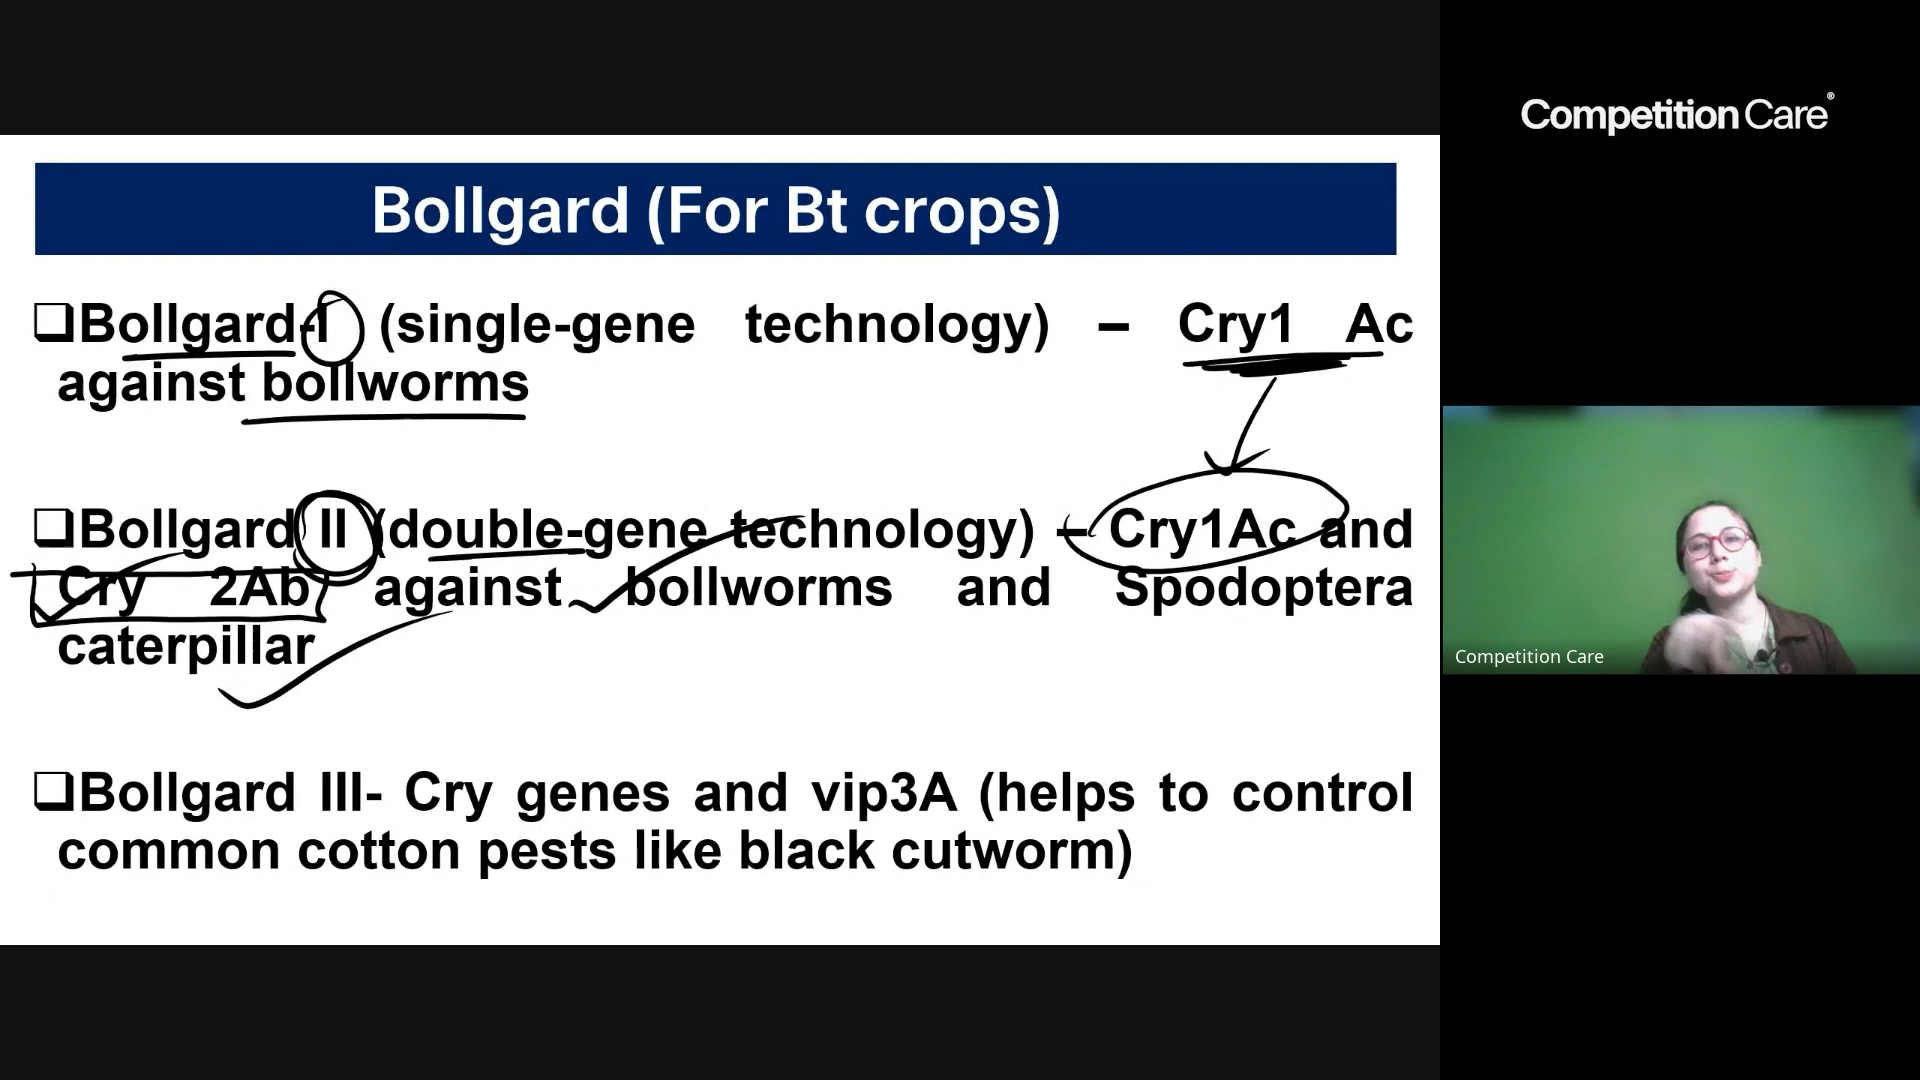 Competition Care®
Bollgard (For Bt crops)
❑Bollgard-I (single-gene technology) – Cry1 Ac
against bollworms
❑Bollgard II (double-gene technology) – Cry1Ac and
Cry 2Ab against bollworms and Spodoptera
caterpillar
❑Bollgard III- Cry genes and vip3A (helps to control
common cotton pests like black cutworm)
Competition Care